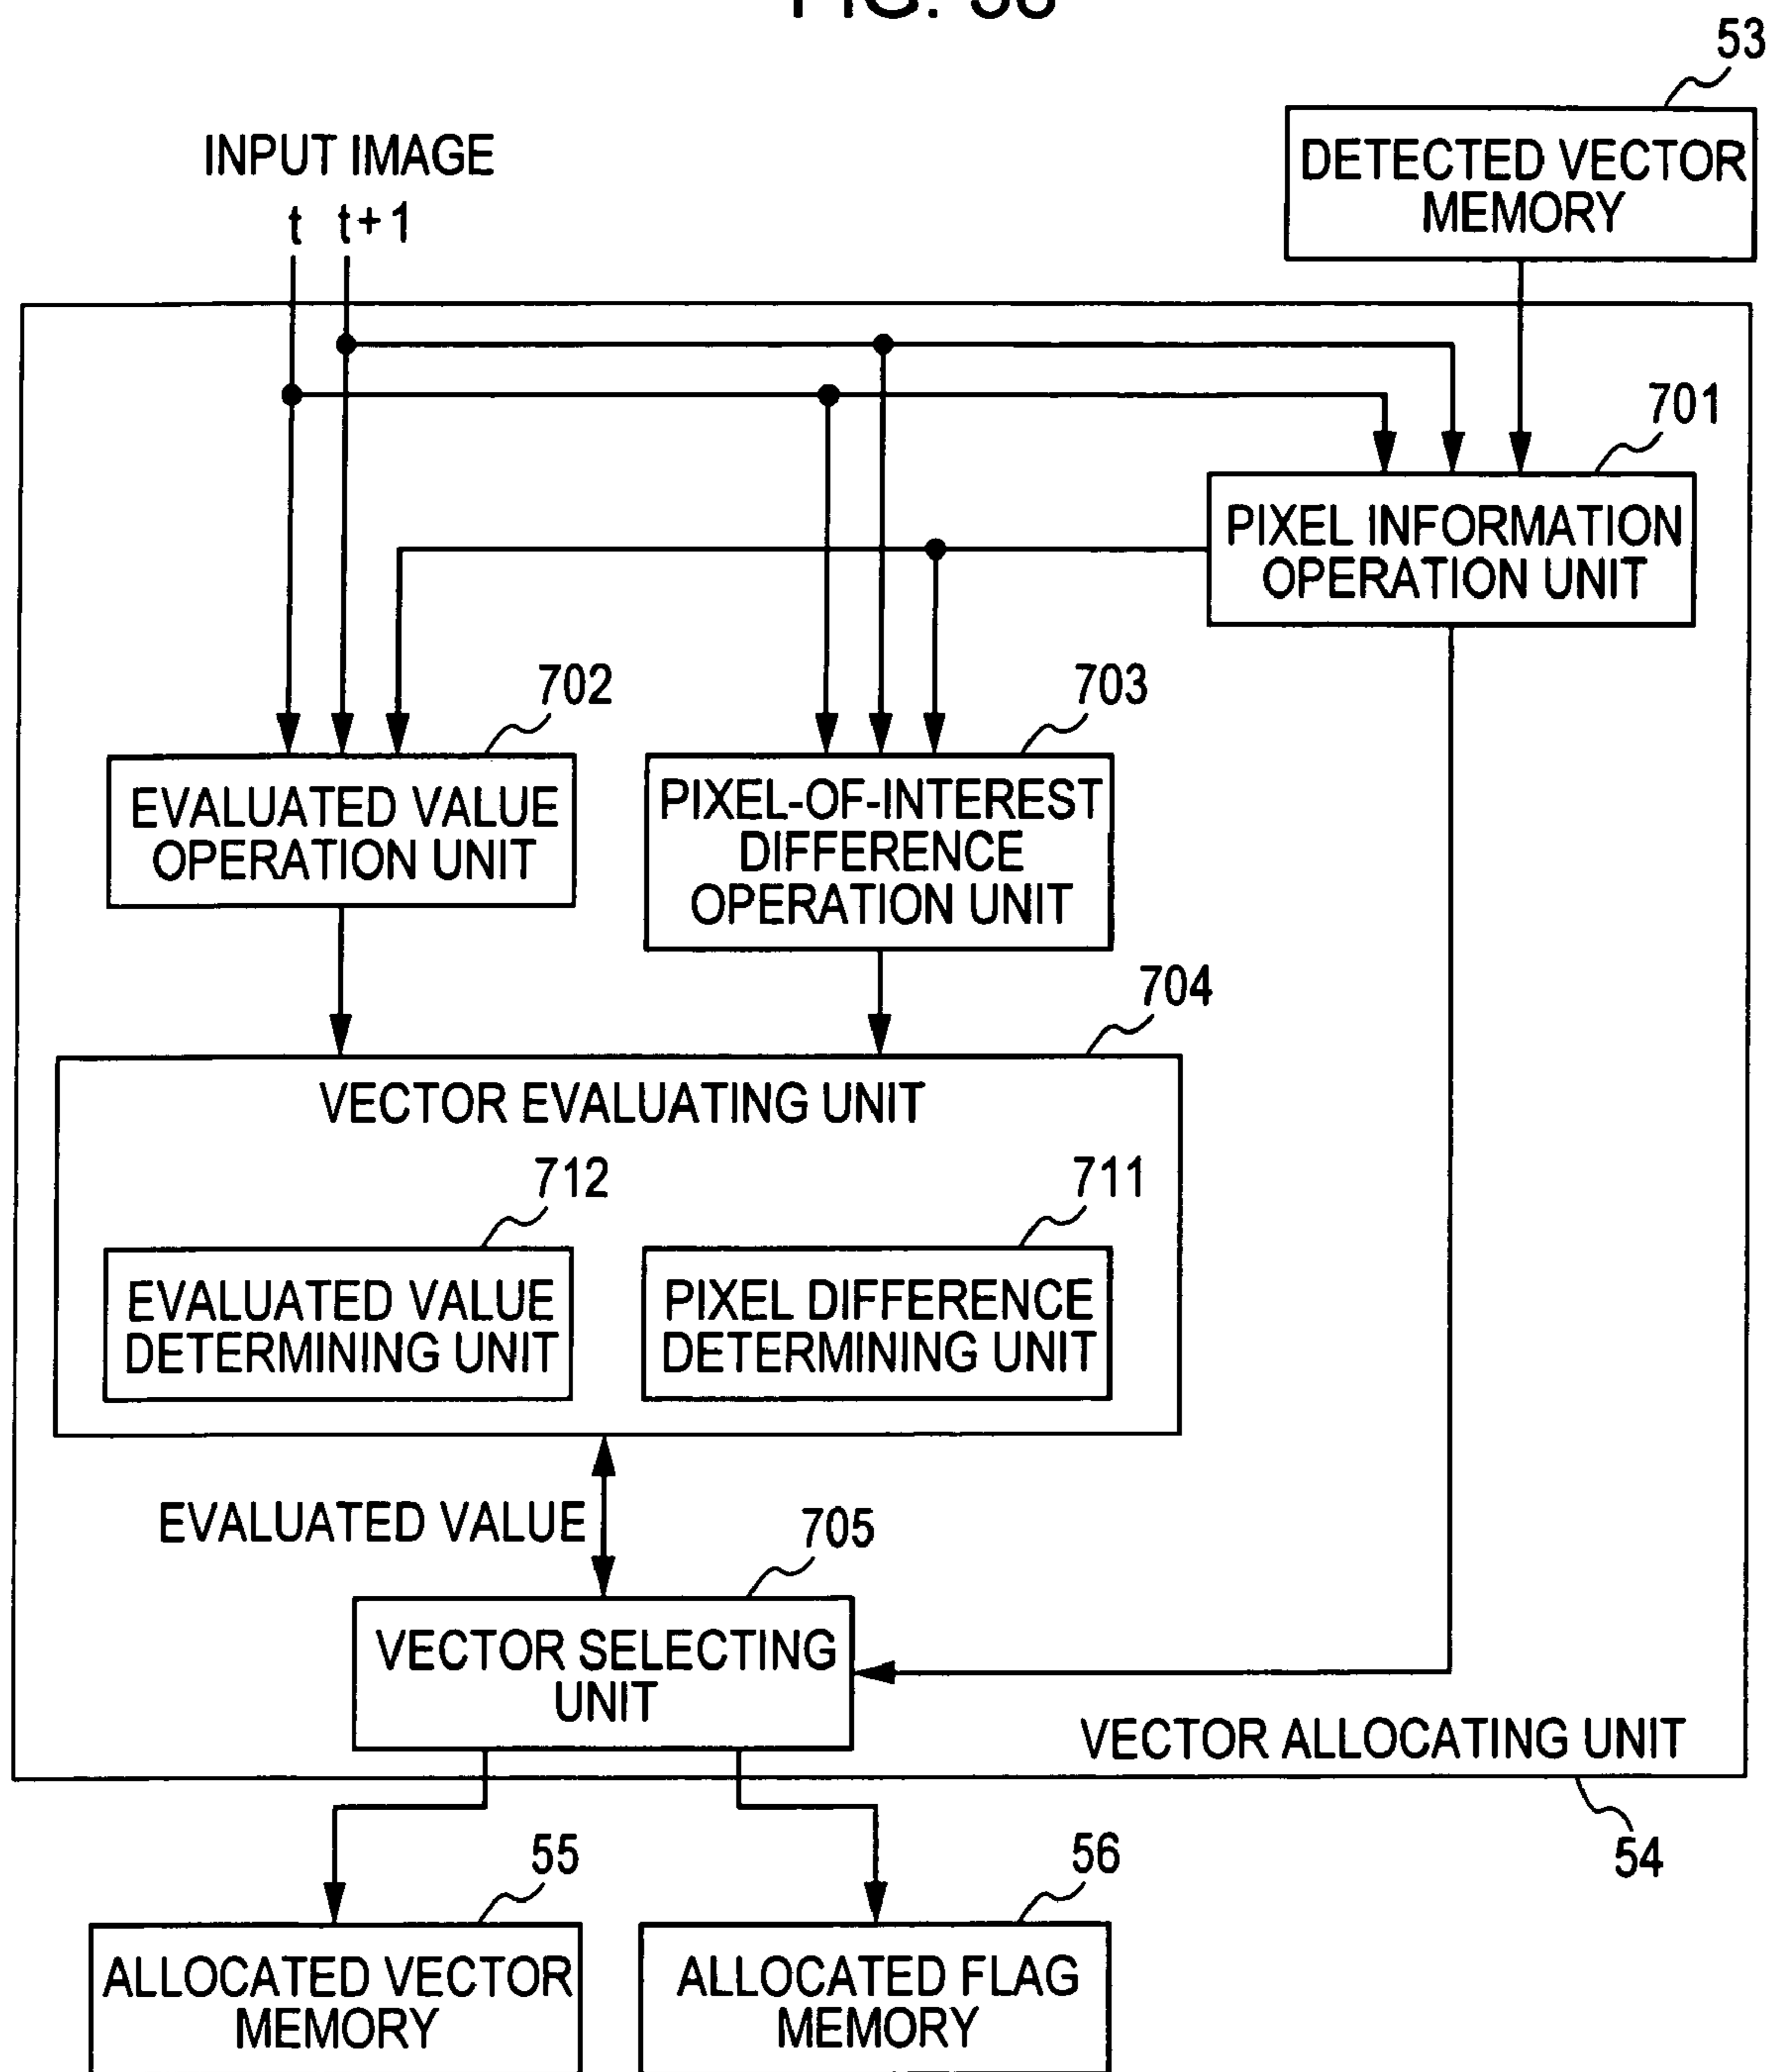 53
INPUT IMAGE
t t+1
DETECTED VECTOR
MEMORY
701
PIXEL INFORMATION
OPERATION UNIT
702
703
EVALUATED VALUE
OPERATION UNIT
PIXEL-OF-INTEREST
DIFFERENCE
OPERATION UNIT
704
VECTOR EVALUATING UNIT
712
711
EVALUATED VALUE
DETERMINING UNIT
PIXEL DIFFERENCE
DETERMINING UNIT
EVALUATED VALUE
705
VECTOR SELECTING
UNIT
VECTOR ALLOCATING UNIT
54
55
56
ALLOCATED VECTOR
MEMORY
ALLOCATED FLAG
MEMORY